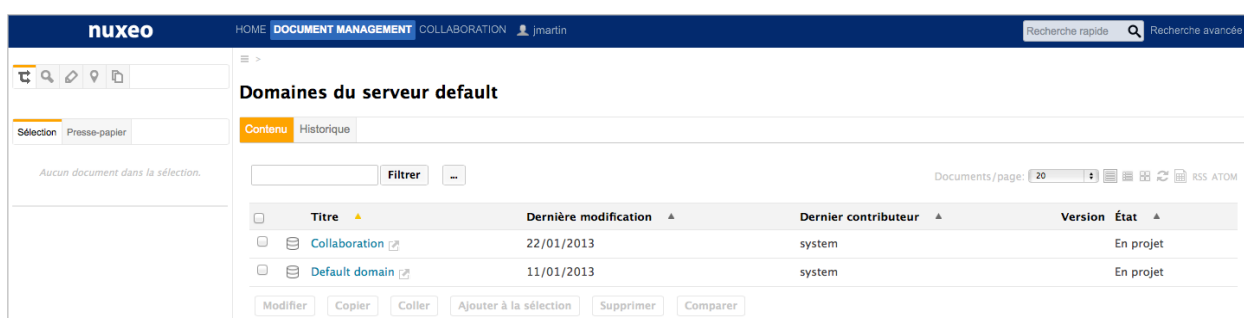 nuxeo HOME DOCUMENT MANAGEMENT COLLABORATION jmartin Recherche rapide Recherche avancée
>
Domaines du serveur default
Sélection Presse-papier
Contenu Historique
Aucun document dans la sélection.
Filtrer ... Documents/page: 20 RSS ATOM
Titre Dernière modification Dernier contributeur Version État
Collaboration 22/01/2013 system En projet
Default domain 11/01/2013 system En projet
Modifier Copier Coller Ajouter à la sélection Supprimer Comparer